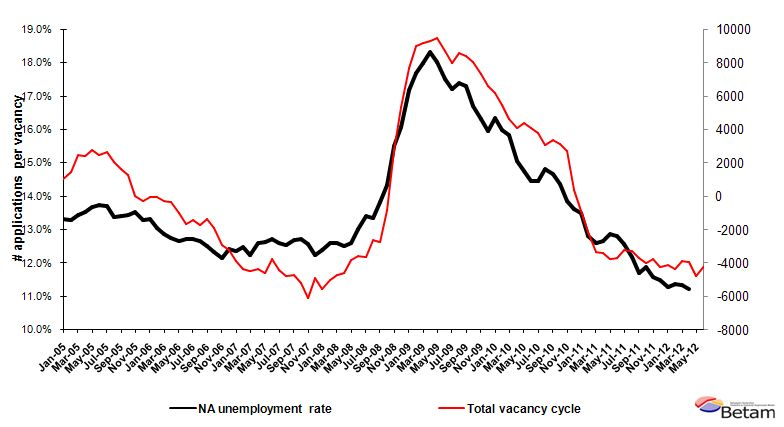 19.0%
18.0%
17.0%
16.0%
15.0%
14.0%
13.0%
12.0%
11.0%
10.0%
# applications per vacancy
10000
8000
6000
4000
2000
0
-2000
-4000
-6000
-8000
Jan-05
Mar-05
May-05
Jul-05
Sep-05
Nov-05
Jan-06
Mar-06
May-06
Jul-06
Sep-06
Nov-06
Jan-07
Mar-07
May-07
Jul-07
Sep-07
Nov-07
Jan-08
Mar-08
May-08
Jul-08
Sep-08
Nov-08
Jan-09
Mar-09
May-09
Jul-09
Sep-09
Nov-09
Jan-10
Mar-10
May-10
Jul-10
Sep-10
Nov-10
Jan-11
Mar-11
May-11
Jul-11
Sep-11
Nov-11
Jan-12
Mar-12
May-12
NA unemployment rate
Total vacancy cycle
Betam